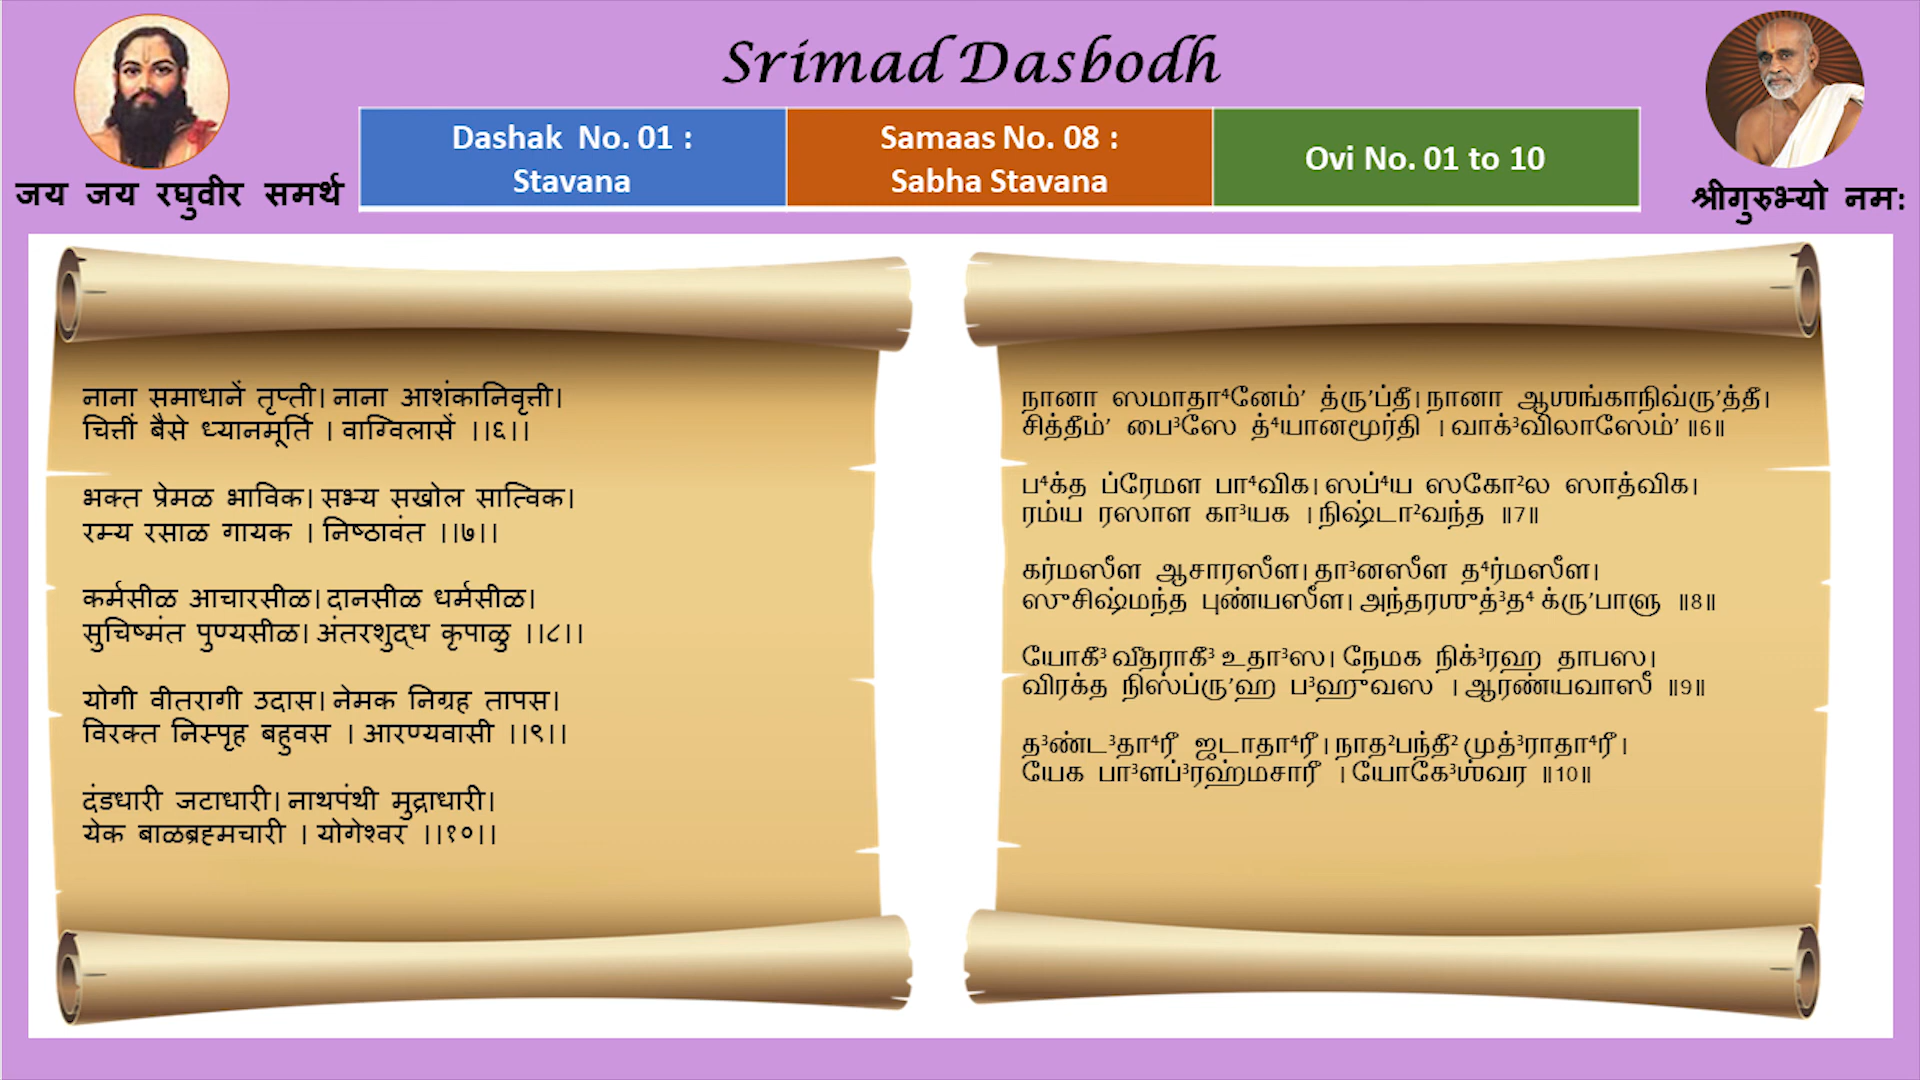 Srimad Dasbodh
Dashak No. 01 :
Stavana
Samaas No. 08 :
Sabha Stavana
Ovi No. 01 to 10
जय जय रघुवीर समर्थ
श्रीगुरुभ्यो नमः
नाना समाधानें तृप्ती। नाना आशंकानिवृत्ती।
चित्तीं बैसे ध्यानमूर्ति । वाग्विलासें ।।६।।
भक्त प्रेमळ भाविक। सभ्य सखोल सात्विक।
रम्य रसाळ गायक । निष्ठावंत ।।७।।
कर्मसीळ आचारसीळ। दानसीळ धर्मसीळ।
सुचिष्मंत पुण्यसीळ। अंतरशुद्ध कृपाळु ।।८।।
योगी वीतरागी उदास। नेमक निग्रह तापस।
विरक्त निस्पृह बहुवस । आरण्यवासी ।।९।।
दंडधारी जटाधारी। नाथपंथी मुद्राधारी।
येक बाळब्रह्मचारी । योगेश्वर ।।१०।।
நானா ஸமாதா⁴னேம்ʼ த்ருʼப்தீ। நானா ஆஶங்காநிவ்ருʼத்தீ।
சித்தீம்ʼ பை³ஸே த்⁴யானமூர்தி । வாக்³விலாஸேம்ʼ ॥6॥
ப⁴க்த ப்ரேமள பா⁴விக। ஸப்⁴ய ஸகோ²ல ஸாத்விக।
ரம்ய ரஸாள கா³யக । நிஷ்டா²வந்த ॥7॥
கர்மஸீள ஆசாரஸீள। தா³னஸீள த⁴ர்மஸீள।
ஸுசிஷ்மந்த புண்யஸீள। அந்தரஶுத்³த⁴ க்ருʼபாளு ॥8॥
யோகீ³ வீதராகீ³ உதா³ஸ। நேமக நிக்³ரஹ தாபஸ।
விரக்த நிஸ்ப்ருʼஹ ப³ஹுவஸ । ஆரண்யவாஸீ ॥9॥
த³ண்ட³தா⁴ரீ ஜடாதா⁴ரீ। நாத²பந்தீ² முத்³ராதா⁴ரீ।
யேக பா³ளப்³ரஹ்மசாரீ । யோகே³ஶ்வர ॥10॥